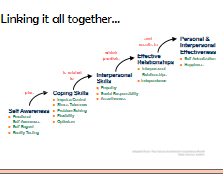 Linking it all together...
Personal &
Interpersonal
Effectiveness
Self Actualization
Happiness
Effective
Relationships
Interpersonal
Relationships
Independence
Interpersonal
Skills
Empathy
Social Responsibility
Assertiveness
Coping Skills
Impulse Control
Stress Tolerance
Problem Solving
Flexibility
Optimism
Self Awareness
Emotional
Self Awareness
Self Regard
Reality Testing